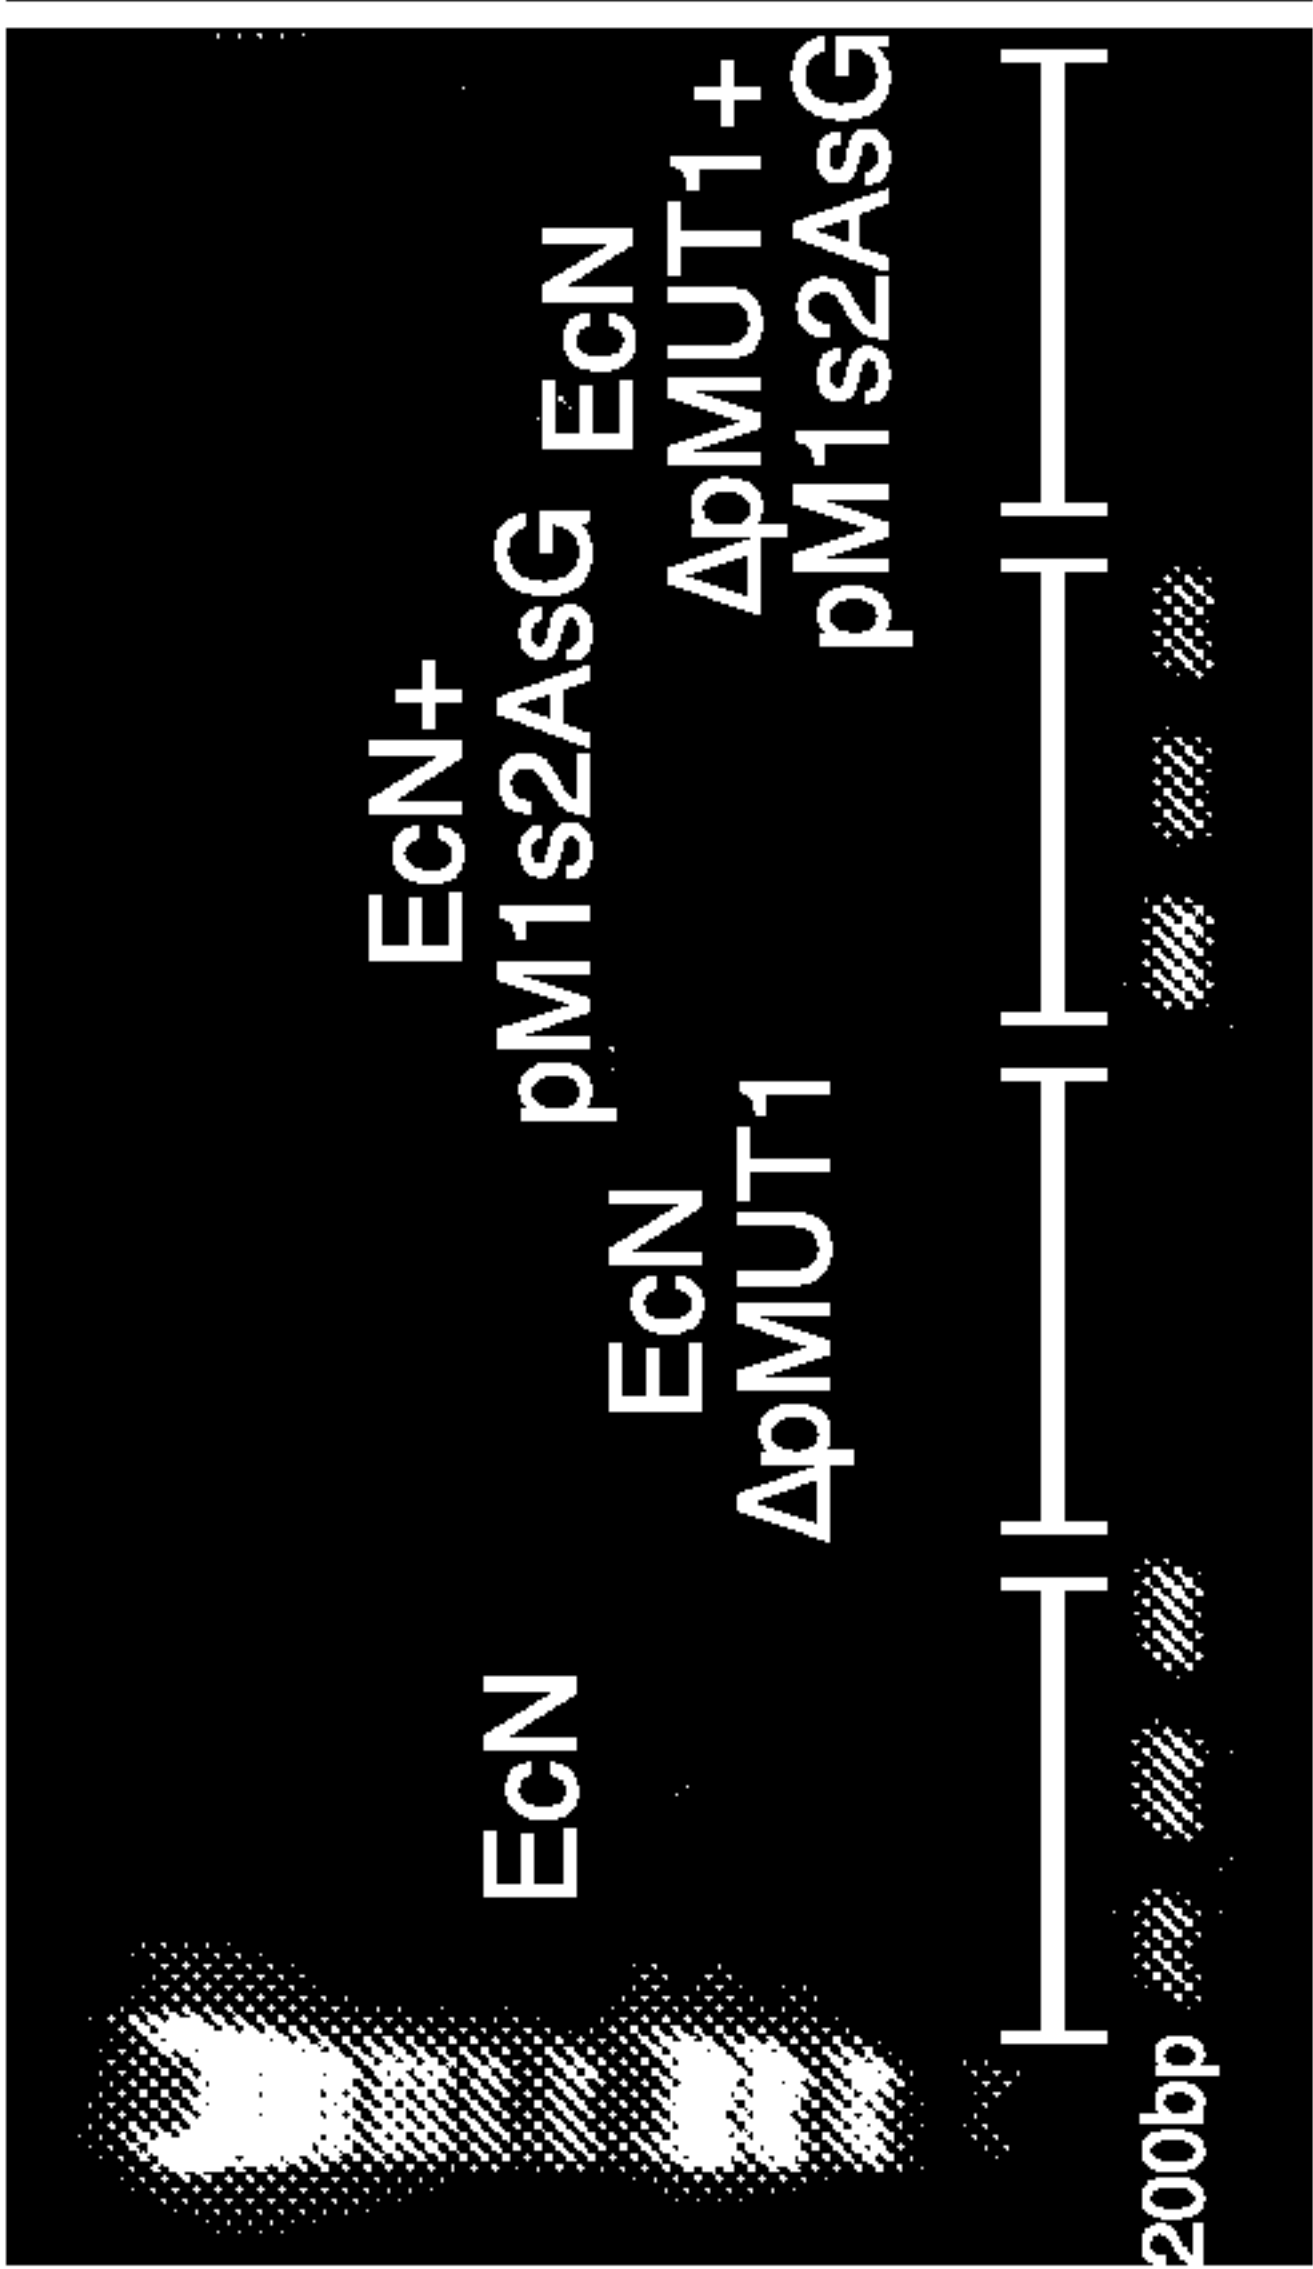 EcN
EcN
ΔpMUT1
EcN+
pM1s2AsG
EcN
ΔpMUT1+
pM1s2AsG
200bp